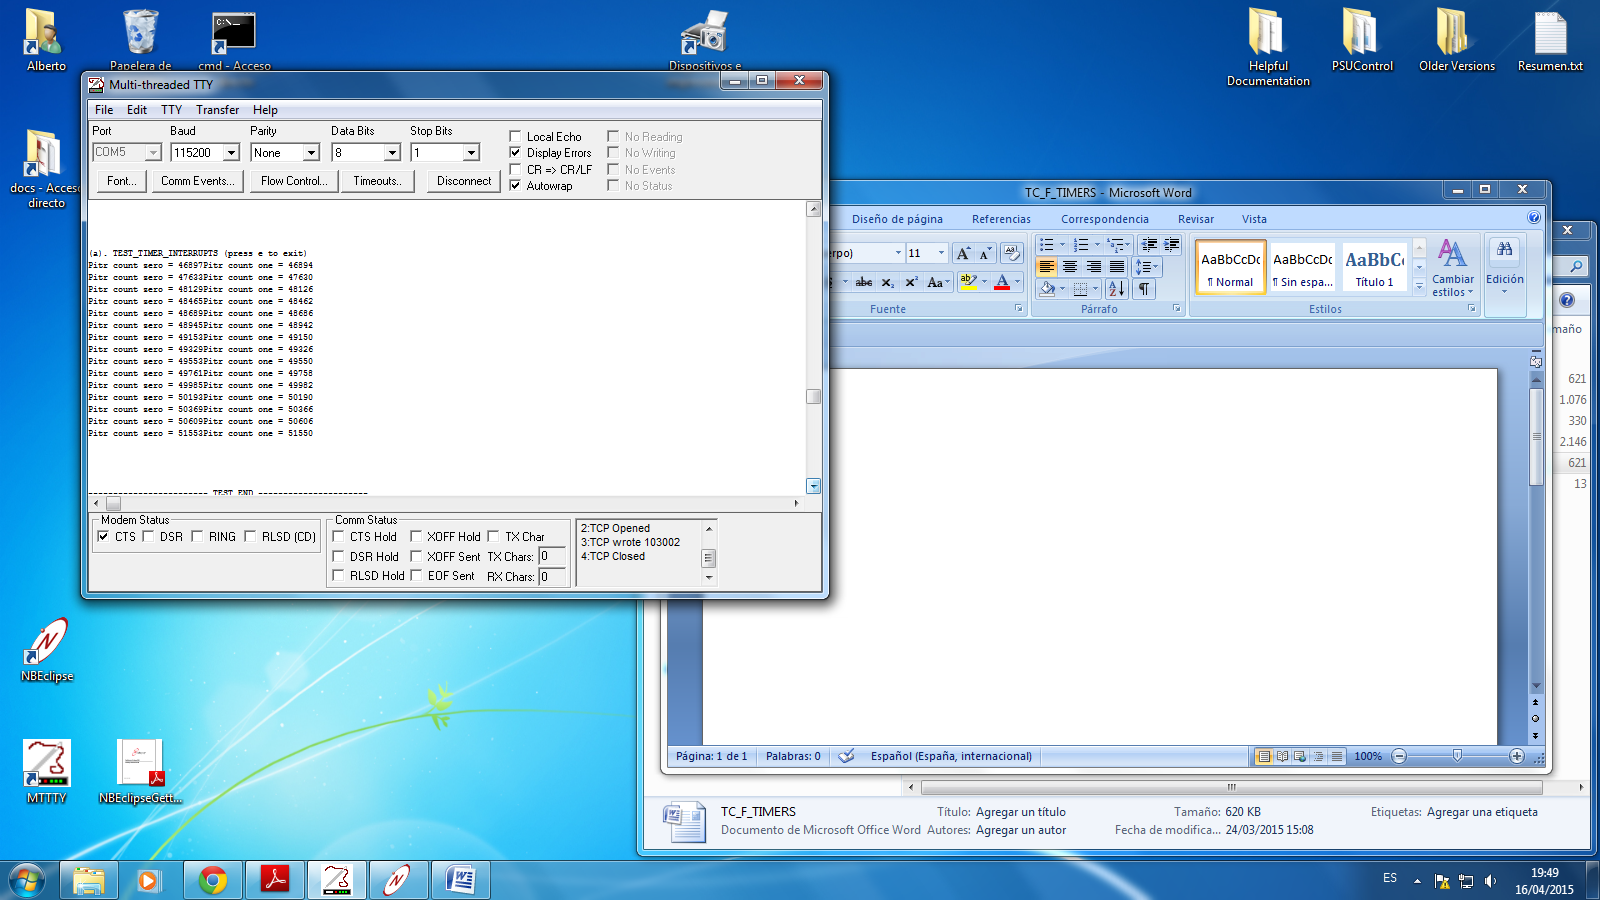 Alberto
Papelera de
cmd - Acceso
Dispositivos e
Helpful
Documentation
PSUControl
Older Versions
Resumen.txt
docs - Acceso
directo
NBEclipse
MTTTY
NBEclipseGett...
Multi-threaded TTY
File Edit TTY Transfer Help
Port Baud Parity Data Bits Stop Bits
COM5 115200 None 8 1
Local Echo No Reading
Display Errors No Writing
CR => CR/LF No Events
Autowrap No Status
Font... Comm Events... Flow Control... Timeouts.. Disconnect
(a). TEST_TIMER_INTERRUPTS (press e to exit)
Pitr count zero = 46897Pitr count one = 46894
Pitr count zero = 47633Pitr count one = 47630
Pitr count zero = 48129Pitr count one = 48126
Pitr count zero = 48465Pitr count one = 48462
Pitr count zero = 48689Pitr count one = 48686
Pitr count zero = 48945Pitr count one = 48942
Pitr count zero = 49153Pitr count one = 49150
Pitr count zero = 49329Pitr count one = 49326
Pitr count zero = 49553Pitr count one = 49550
Pitr count zero = 49761Pitr count one = 49758
Pitr count zero = 49985Pitr count one = 49982
Pitr count zero = 50193Pitr count one = 50190
Pitr count zero = 50369Pitr count one = 50366
Pitr count zero = 50609Pitr count one = 50606
Pitr count zero = 51553Pitr count one = 51550
------------------------ TEST END ----------------------
Modem Status
CTS DSR RING RLSD (CD)
Comm Status
CTS Hold XOFF Hold TX Char
DSR Hold XOFF Sent TX Chars: 0
RLSD Hold EOF Sent RX Chars: 0
2:TCP Opened
3:TCP wrote 103002
4:TCP Closed
TC_F_TIMERS - Microsoft Word
Diseño de página Referencias Correspondencia Revisar Vista
rpo) 11
abc x₂ x² Aa ab A
AaBbCcDc AaBbCcDc AaBbC
¶ Normal ¶ Sin espa... Título 1
Cambiar
estilos
Edición
Fuente Párrafo Estilos
Página: 1 de 1 Palabras: 0 Español (España, internacional) 100%
maño
621
1.076
330
2.146
621
13
TC_F_TIMERS Título: Agregar un título Tamaño: 620 KB Etiquetas: Agregar una etiqueta
Documento de Microsoft Office Word Autores: Agregar un autor Fecha de modifica... 24/03/2015 15:08
ES
19:49
16/04/2015